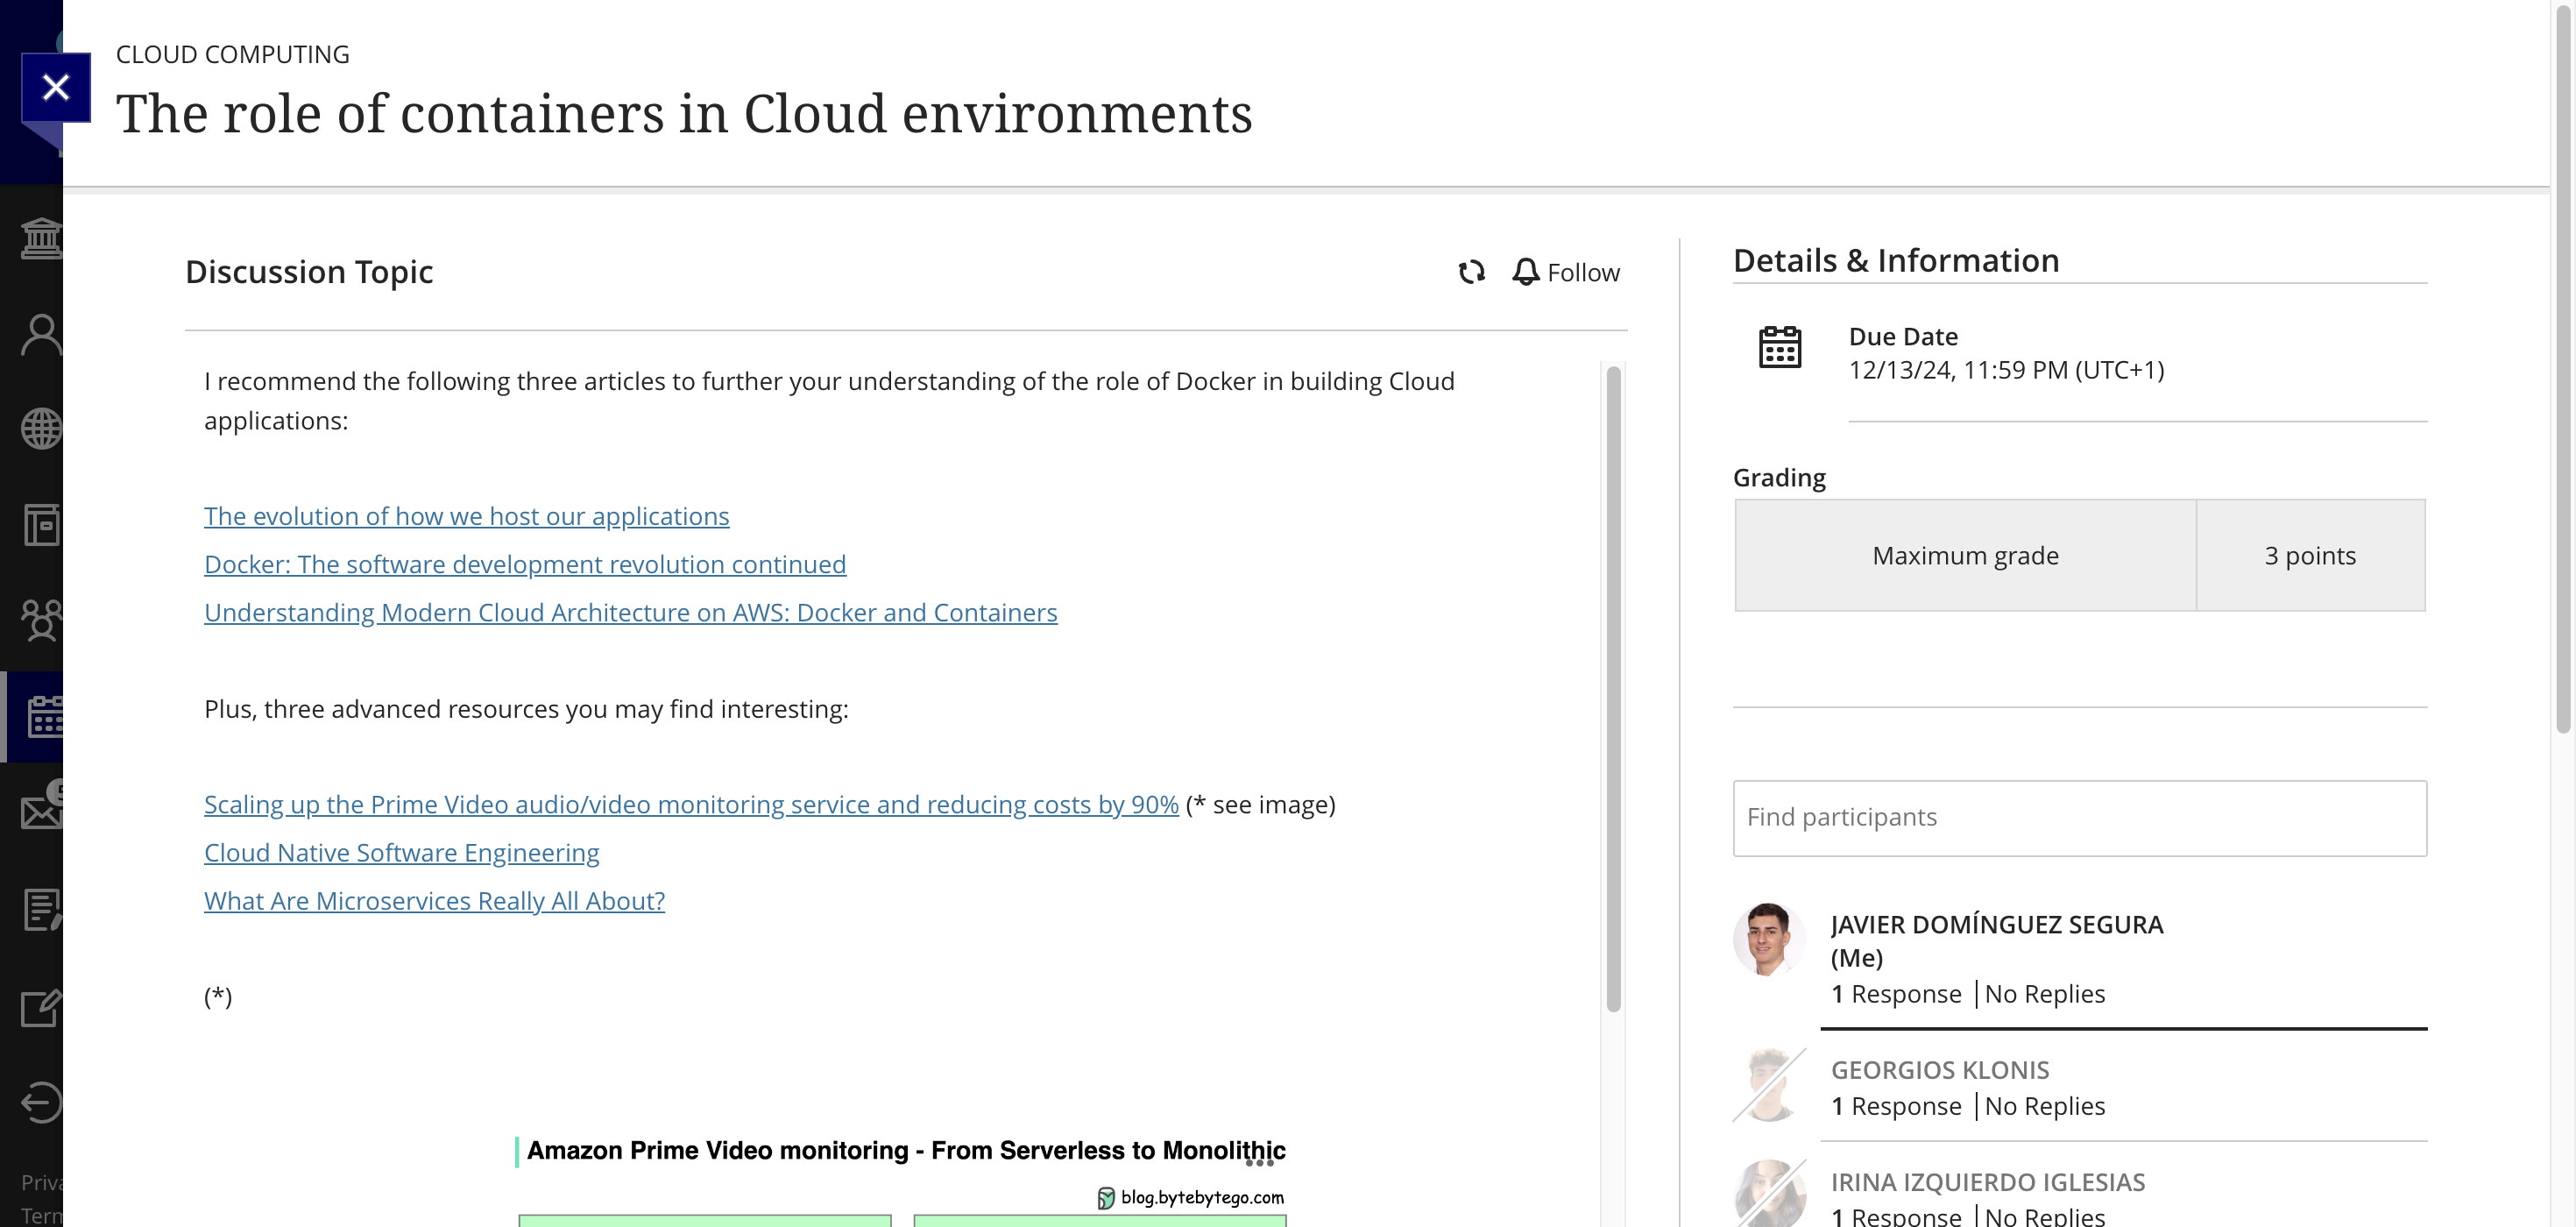 CLOUD COMPUTING
The role of containers in Cloud environments
Discussion Topic
Follow
I recommend the following three articles to further your understanding of the role of Docker in building Cloud
applications:
The evolution of how we host our applications
Docker: The software development revolution continued
Understanding Modern Cloud Architecture on AWS: Docker and Containers
Plus, three advanced resources you may find interesting:
Scaling up the Prime Video audio/video monitoring service and reducing costs by 90% (* see image)
Cloud Native Software Engineering
What Are Microservices Really All About?
(*)
Amazon Prime Video monitoring - From Serverless to Monolithic
blog.bytebytego.com
Details & Information
Due Date
12/13/24, 11:59 PM (UTC+1)
Grading
Maximum grade
3 points
Find participants
JAVIER DOMÍNGUEZ SEGURA
(Me)
1 Response | No Replies
GEORGIOS KLONIS
1 Response | No Replies
IRINA IZQUIERDO IGLESIAS
1 Response | No Replies